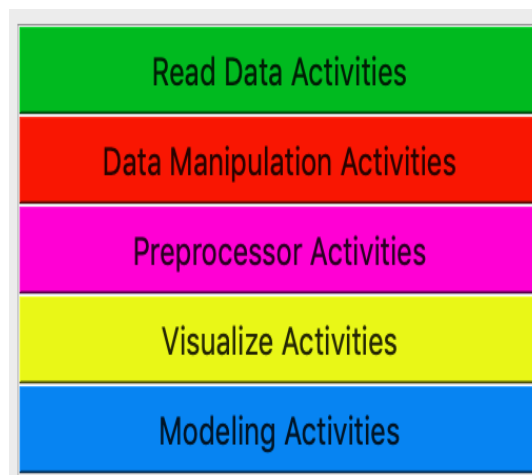 Read Data Activities
Data Manipulation Activities
Preprocessor Activities
Visualize Activities
Modeling Activities